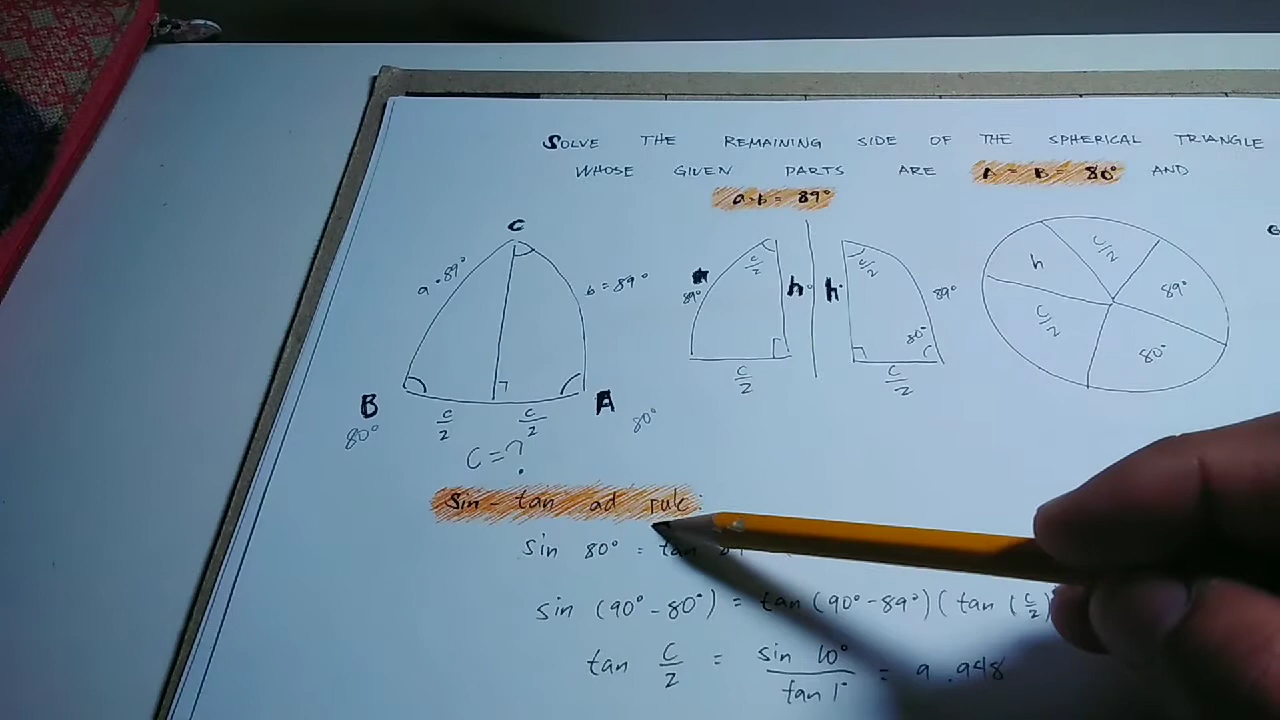 SOLVE THE REMAINING SIDE OF THE SPHERICAL TRIANGLE
WHOSE GIVEN PARTS ARE A = B = 80° AND
a=b = 89°
C
a=89°
b = 89°
B
80°
A
80°
c/2
c/2
C = ?
89°
c/2
h
c/2
h
c/2
89°
80°
c/2
h
c/2
89°
c/2
80°
Sin - tan ad rule
sin 80° = tan
sin (90° - 80°) = tan (90° - 89°) (tan (c/2)
tan c/2 = sin 10° / tan 1° = 9.948